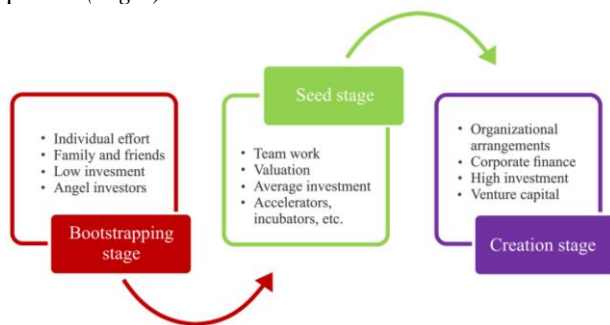 Seed stage
• Individual effort
• Family and friends
• Low invesment
• Angel investors
Bootstrapping
stage
• Team work
• Valuation
• Average investment
• Accelerators,
incubators, etc.
• Organizational
arrangements
• Corporate finance
• High investment
• Venture capital
Creation stage